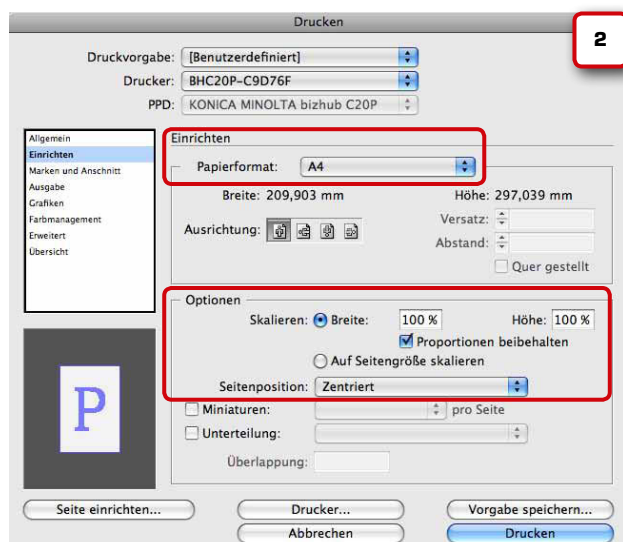 Drucken
2
Druckvorgabe: [Benutzerdefiniert]
Drucker: BHC20P-C9D76F
PPD: KONICA MINOLTA bizhub C20P
Allgemein
Einrichten
Marken und Anschnitt
Ausgabe
Grafiken
Farbmanagement
Erweitert
Übersicht
Einrichten
Papierformat: A4
Breite: 209,903 mm Höhe: 297,039 mm
Ausrichtung:
Versatz:
Abstand:
Quer gestellt
Optionen
Skalieren: Breite: 100 % Höhe: 100 %
Proportionen beibehalten
Auf Seitengröße skalieren
Seitenposition: Zentriert
Miniaturen: pro Seite
Unterteilung:
Überlappung:
P
Seite einrichten... Drucker... Vorgabe speichern...
Abbrechen Drucken